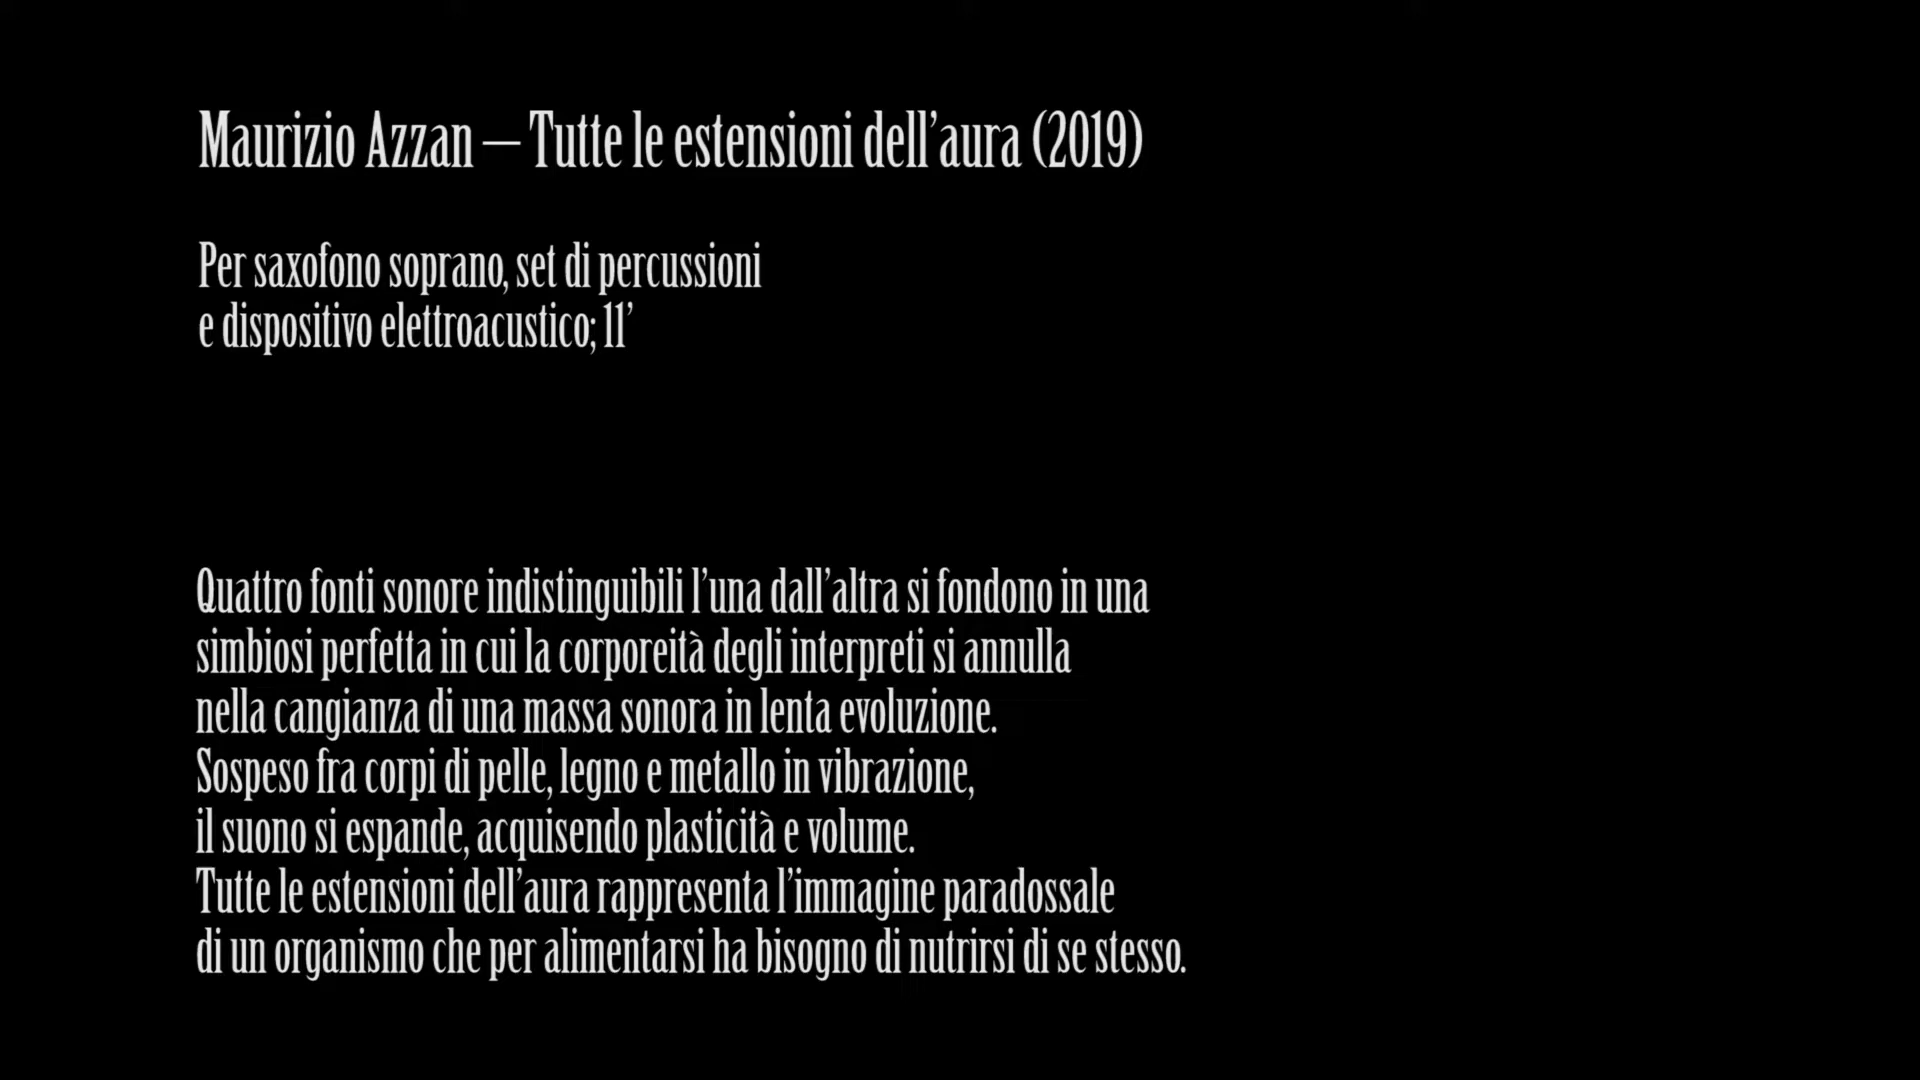 Maurizio Azzan – Tutte le estensioni dell’aura (2019)
Per saxofono soprano, set di percussioni
e dispositivo elettroacustico; 11’
Quattro fonti sonore indistinguibili l’una dall’altra si fondono in una
simbiosi perfetta in cui la corporeità degli interpreti si annulla
nella cangianza di una massa sonora in lenta evoluzione.
Sospeso fra corpi di pelle, legno e metallo in vibrazione,
il suono si espande, acquisendo plasticità e volume.
Tutte le estensioni dell’aura rappresenta l’immagine paradossale
di un organismo che per alimentarsi ha bisogno di nutrirsi di se stesso.